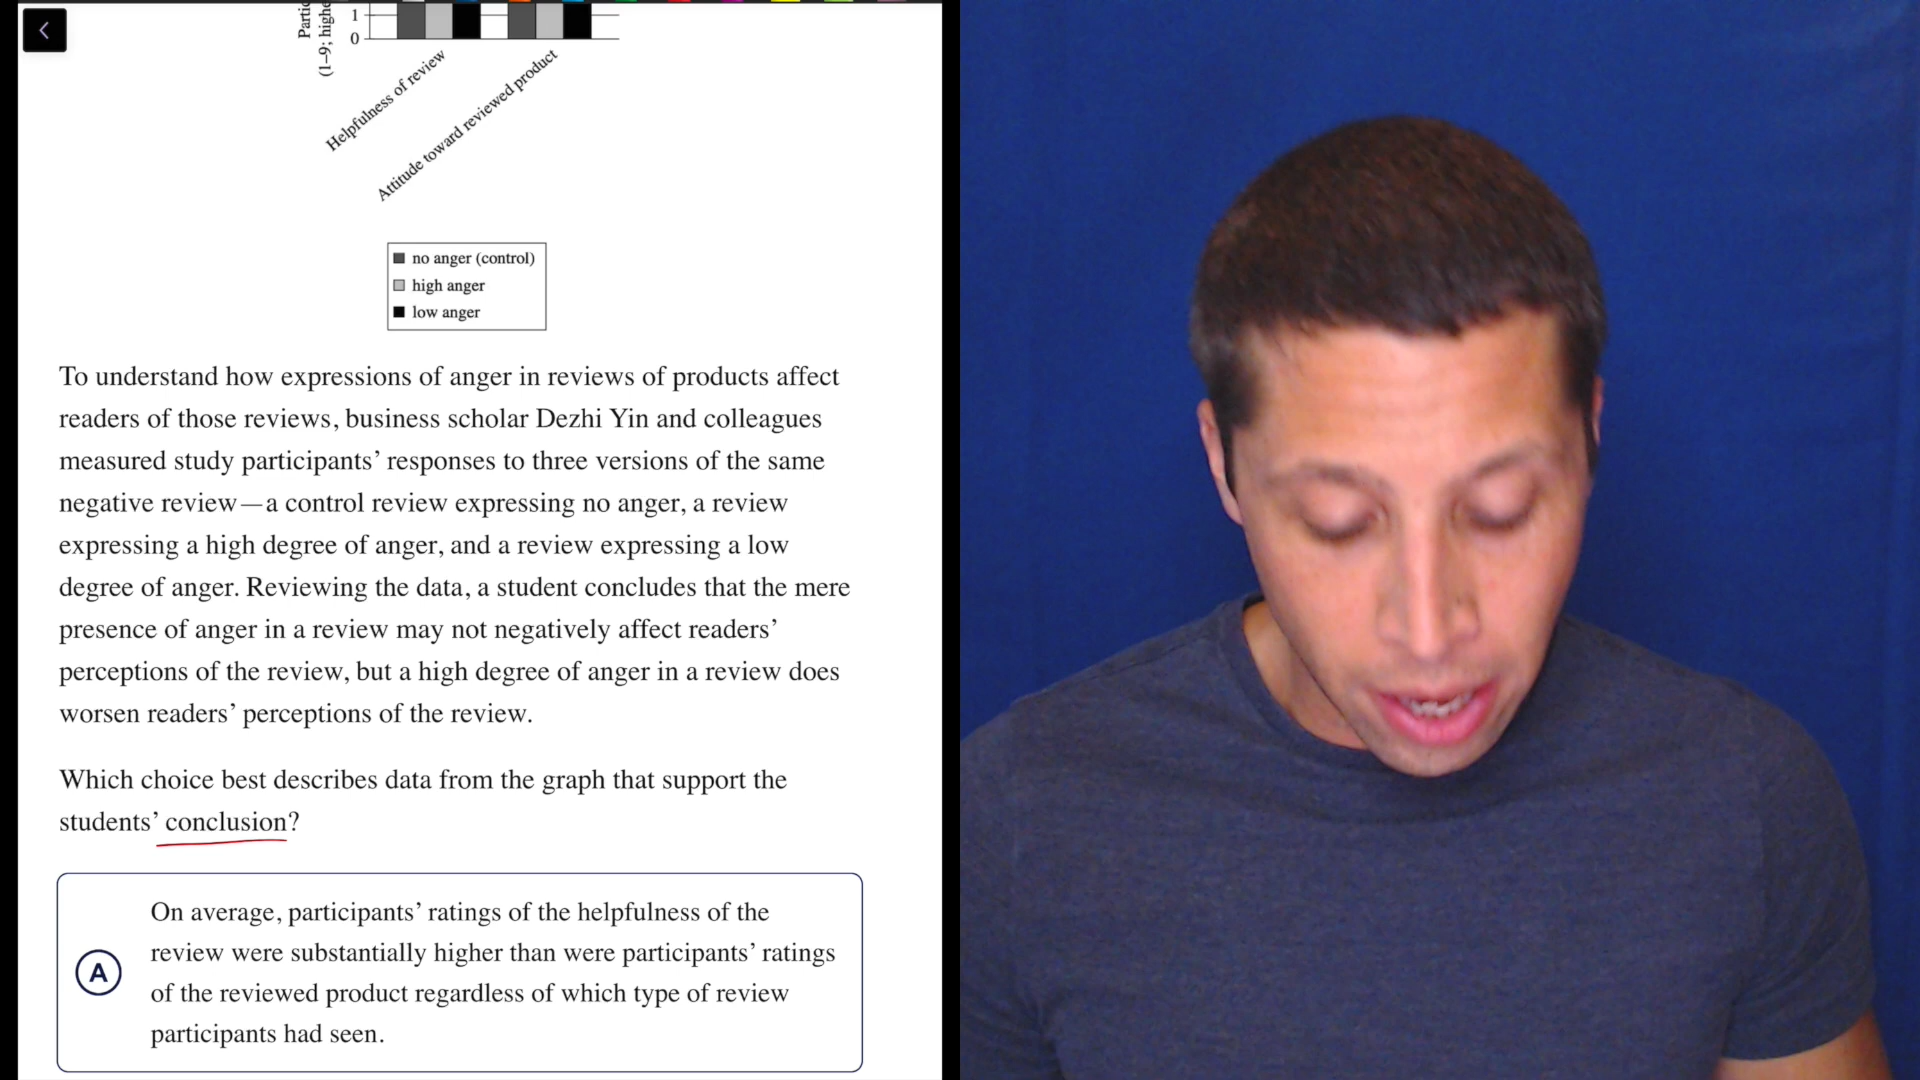 1
0
Partic
(1–9; highe
Helpfulness of review
Attitude toward reviewed product
no anger (control)
high anger
low anger
To understand how expressions of anger in reviews of products affect
readers of those reviews, business scholar Dezhi Yin and colleagues
measured study participants’ responses to three versions of the same
negative review—a control review expressing no anger, a review
expressing a high degree of anger, and a review expressing a low
degree of anger. Reviewing the data, a student concludes that the mere
presence of anger in a review may not negatively affect readers’
perceptions of the review, but a high degree of anger in a review does
worsen readers’ perceptions of the review.
Which choice best describes data from the graph that support the
students’ conclusion?
A
On average, participants’ ratings of the helpfulness of the
review were substantially higher than were participants’ ratings
of the reviewed product regardless of which type of review
participants had seen.